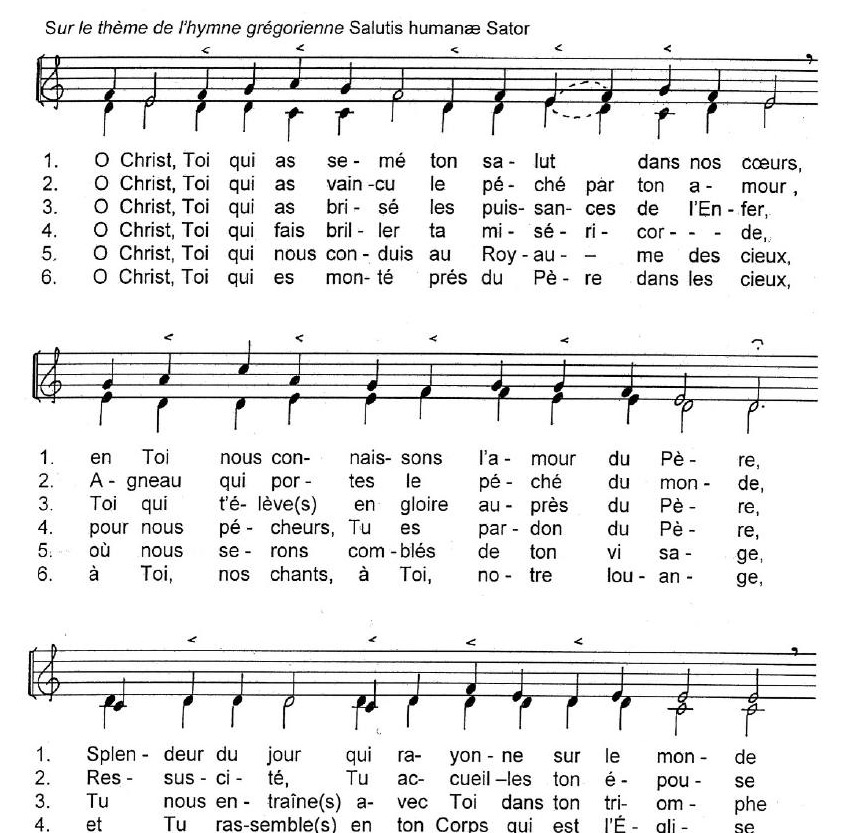 Sur le thème de l'hymne grégorienne Salutis humanæ Sator
1. O Christ, Toi qui as se - mé ton sa - lut dans nos cœurs,
2. O Christ, Toi qui as vain -cu le pé - ché par ton a - mour ,
3. O Christ, Toi qui as bri - sé les puis- san- ces de l'En - fer,
4. O Christ, Toi qui fais bril - ler ta mi - sé - ri - cor - - - de,
5. O Christ, Toi qui nous con - duis au Roy - au - – me des cieux,
6. O Christ, Toi qui es mon- té prés du Pè - re dans les cieux,
1. en Toi nous con- nais- sons l'a - mour du Pè - re,
2. A - gneau qui por - tes le pé - ché du mon - de,
3. Toi qui t'é- lève(s) en gloire au - près du Pè - re,
4. pour nous pé - cheurs, Tu es par - don du Pè - re,
5. où nous se - rons com -blés de ton vi sa - ge,
6. à Toi, nos chants, à Toi, no - tre lou - an - ge,
1. Splen - deur du jour qui ra- yon - ne sur le mon - de
2. Res - sus - ci - té, Tu ac- cueil –les ton é - pou - se
3. Tu nous en - traîne(s) a- vec Toi dans ton tri- om - phe
4. et Tu ras-semble(s) en ton Corps qui est l'É - gli - se